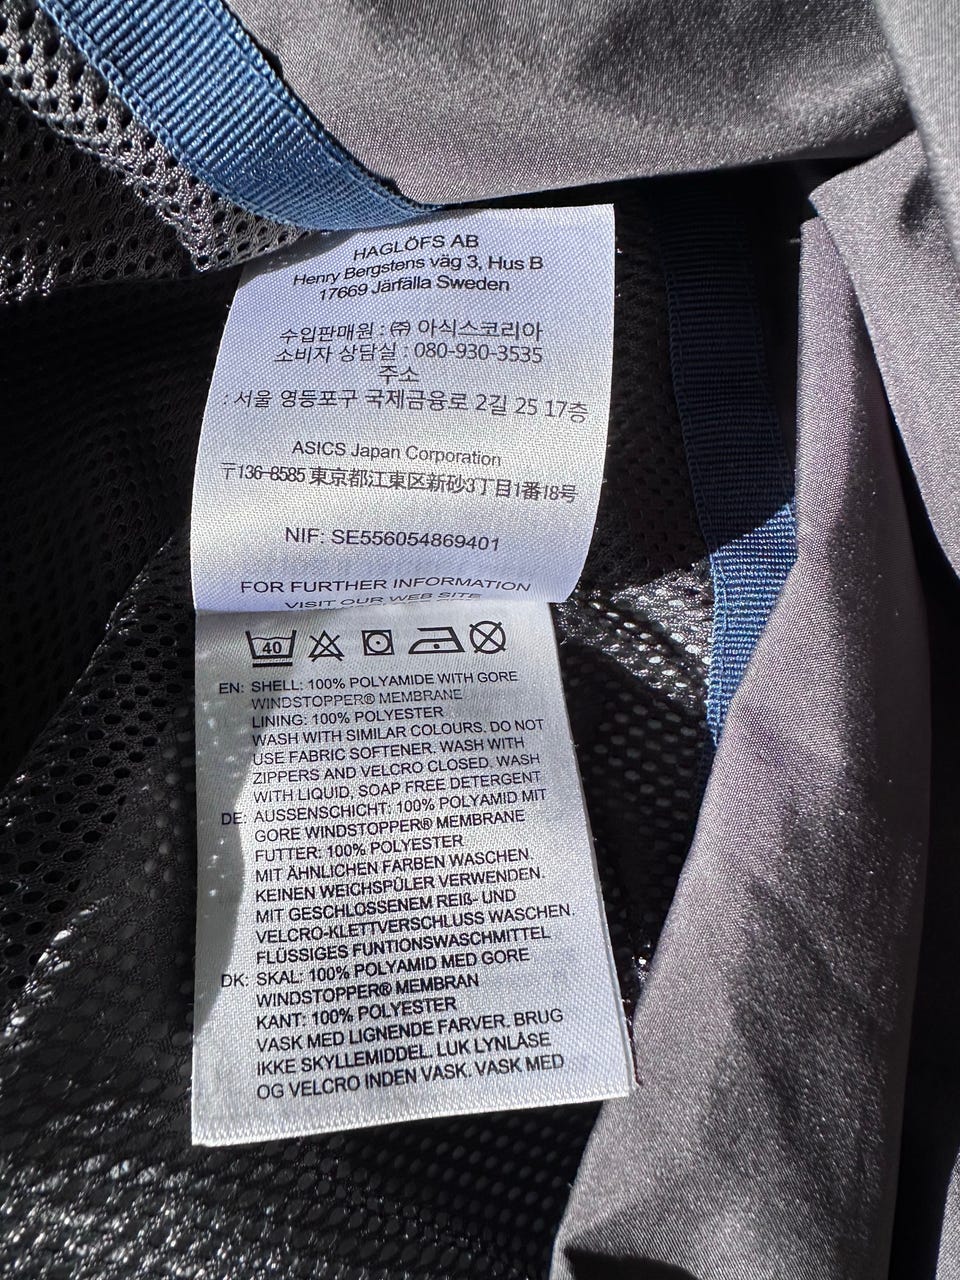 HAGLÖFS AB
Henry Bergstens väg 3, Hus B
17669 Järfälla Sweden
수입판매원 : ㈜ 아식스코리아
소비자 상담실 : 080-930-3535
주소
: 서울 영등포구 국제금융로 2길 25 17층
ASICS Japan Corporation
〒136-8585 東京都江東区新砂3丁目1番18号
NIF: SE556054869401
FOR FURTHER INFORMATION
VISIT OUR WEB SITE
40
EN: SHELL: 100% POLYAMIDE WITH GORE
WINDSTOPPER® MEMBRANE
LINING: 100% POLYESTER
WASH WITH SIMILAR COLOURS. DO NOT
USE FABRIC SOFTENER. WASH WITH
ZIPPERS AND VELCRO CLOSED. WASH
WITH LIQUID. SOAP FREE DETERGENT
DE: AUSSENSCHICHT: 100% POLYAMID MIT
GORE WINDSTOPPER® MEMBRANE
FUTTER: 100% POLYESTER
MIT ÄHNLICHEN FARBEN WASCHEN.
KEINEN WEICHSPÜLER VERWENDEN.
MIT GESCHLOSSENEM REIß- UND
VELCRO-KLETTVERSCHLUSS WASCHEN.
FLÜSSIGES FUNTIONSWASCHMITTEL
DK: SKAL: 100% POLYAMID MED GORE
WINDSTOPPER® MEMBRAN
KANT: 100% POLYESTER
VASK MED LIGNENDE FARVER. BRUG
IKKE SKYLLEMIDDEL. LUK LYNLÅSE
OG VELCRO INDEN VASK. VASK MED